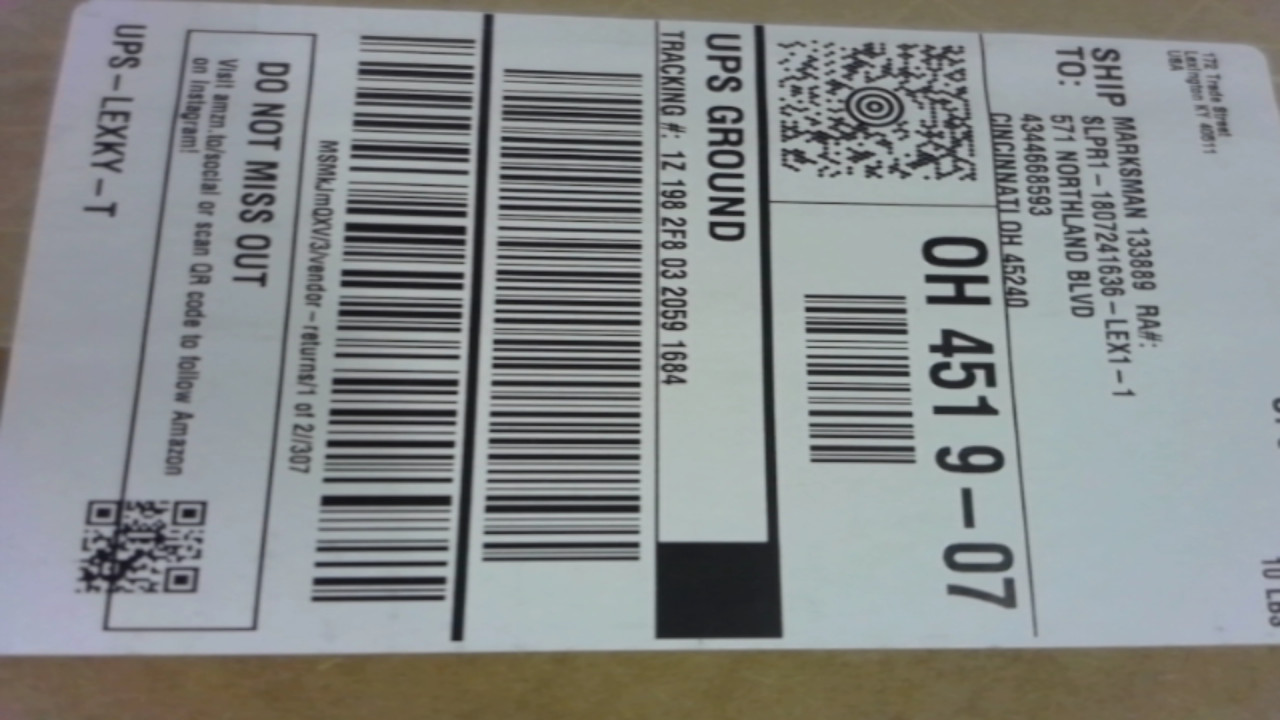 172 Trade Street
Lexington KY 40511
USA
10 LBS
SHIP MARKSMAN 133889 RA#:
TO: SLPR1-1807241636-LEX1-1
571 NORTHLAND BLVD
4344668593
CINCINNATI OH 45240
OH 451 9-07
UPS GROUND
TRACKING #: 1Z 198 2F8 03 2059 1684
MSMkJmQXV/3/vendor-returns/1 of 2//307
DO NOT MISS OUT
Visit amzn.to/social or scan QR code to follow Amazon
on Instagram!
UPS-LEXKY-T